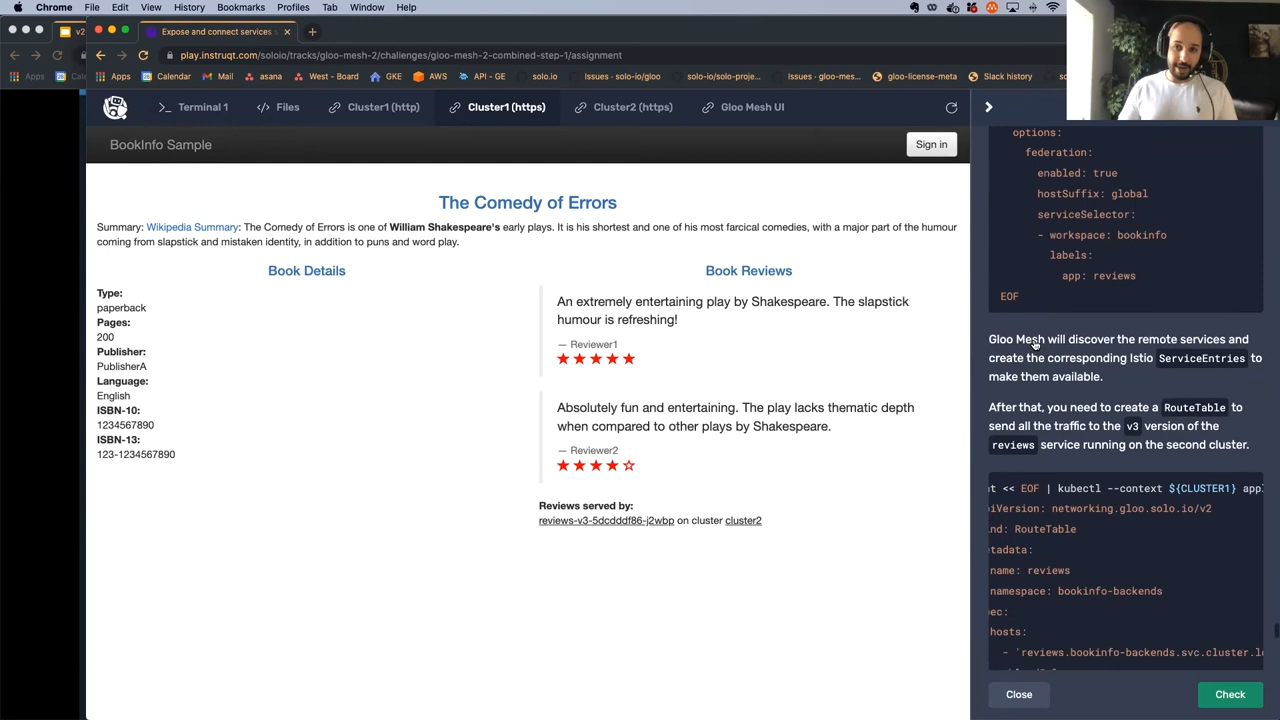 Chrome File Edit View History Bookmarks Profiles Tab Window Help
v2
Expose and connect services
play.instruqt.com/soloio/tracks/gloo-mesh-2/challenges/gloo-mesh-2-combined-step-1/assignment
Apps
Apps Calendar Mail asana West - Board GKE AWS API - GE solo.io Issues · solo-io/gloo solo-io/solo-proje... Issues · gloo-mes... gloo-license-meta Slack history
Terminal 1 Files Cluster1 (http) Cluster1 (https) Cluster2 (https) Gloo Mesh UI
BookInfo Sample
Sign in
The Comedy of Errors
Summary: Wikipedia Summary: The Comedy of Errors is one of William Shakespeare's early plays. It is his shortest and one of his most farcical comedies, with a major part of the humour
coming from slapstick and mistaken identity, in addition to puns and word play.
Book Details
Type:
paperback
Pages:
200
Publisher:
PublisherA
Language:
English
ISBN-10:
1234567890
ISBN-13:
123-1234567890
Book Reviews
An extremely entertaining play by Shakespeare. The slapstick
humour is refreshing!
— Reviewer1
Absolutely fun and entertaining. The play lacks thematic depth
when compared to other plays by Shakespeare.
— Reviewer2
Reviews served by:
reviews-v3-5dcdddf86-j2wbp on cluster cluster2
options:
federation:
enabled: true
hostSuffix: global
serviceSelector:
- workspace: bookinfo
labels:
app: reviews
EOF
Gloo Mesh will discover the remote services and
create the corresponding Istio ServiceEntries to
make them available.
After that, you need to create a RouteTable to
send all the traffic to the v3 version of the
reviews service running on the second cluster.
t << EOF | kubectl --context ${CLUSTER1} appl
iVersion: networking.gloo.solo.io/v2
nd: RouteTable
tadata:
name: reviews
namespace: bookinfo-backends
ec:
hosts:
- 'reviews.bookinfo-backends.svc.cluster.lo
Close
Check